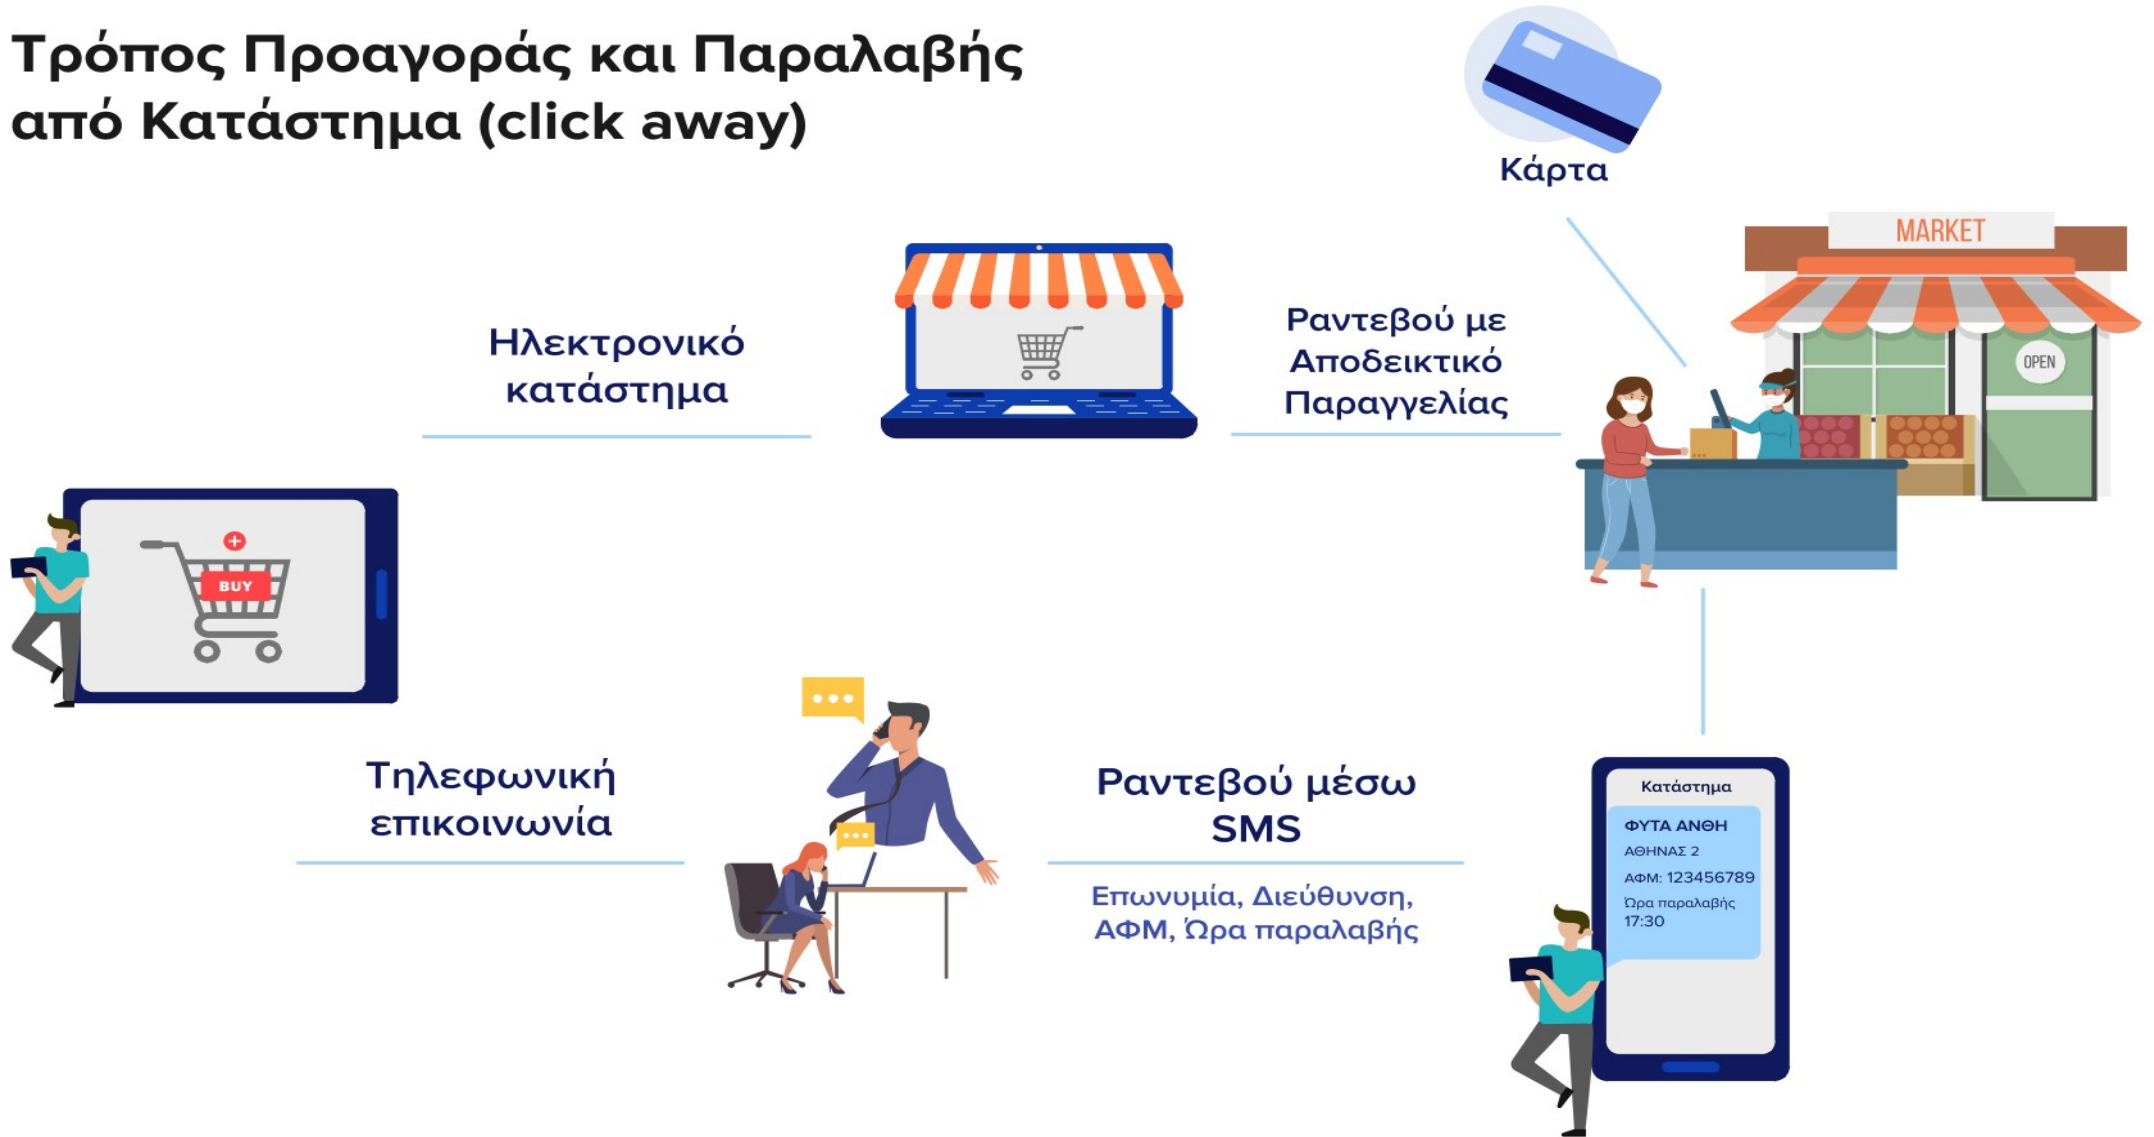 Τρόπος Προαγοράς και Παραλαβής
από Κατάστημα (click away)
Κάρτα
MARKET
OPEN
Ηλεκτρονικό
κατάστημα
Ραντεβού με
Αποδεικτικό
Παραγγελίας
BUY
Τηλεφωνική
επικοινωνία
Ραντεβού μέσω
SMS
Επωνυμία, Διεύθυνση,
ΑΦΜ, Ώρα παραλαβής
Κατάστημα
ΦΥΤΑ ΑΝΘΗ
ΑΘΗΝΑΣ 2
ΑΦΜ: 123456789
Ώρα παραλαβής
17:30